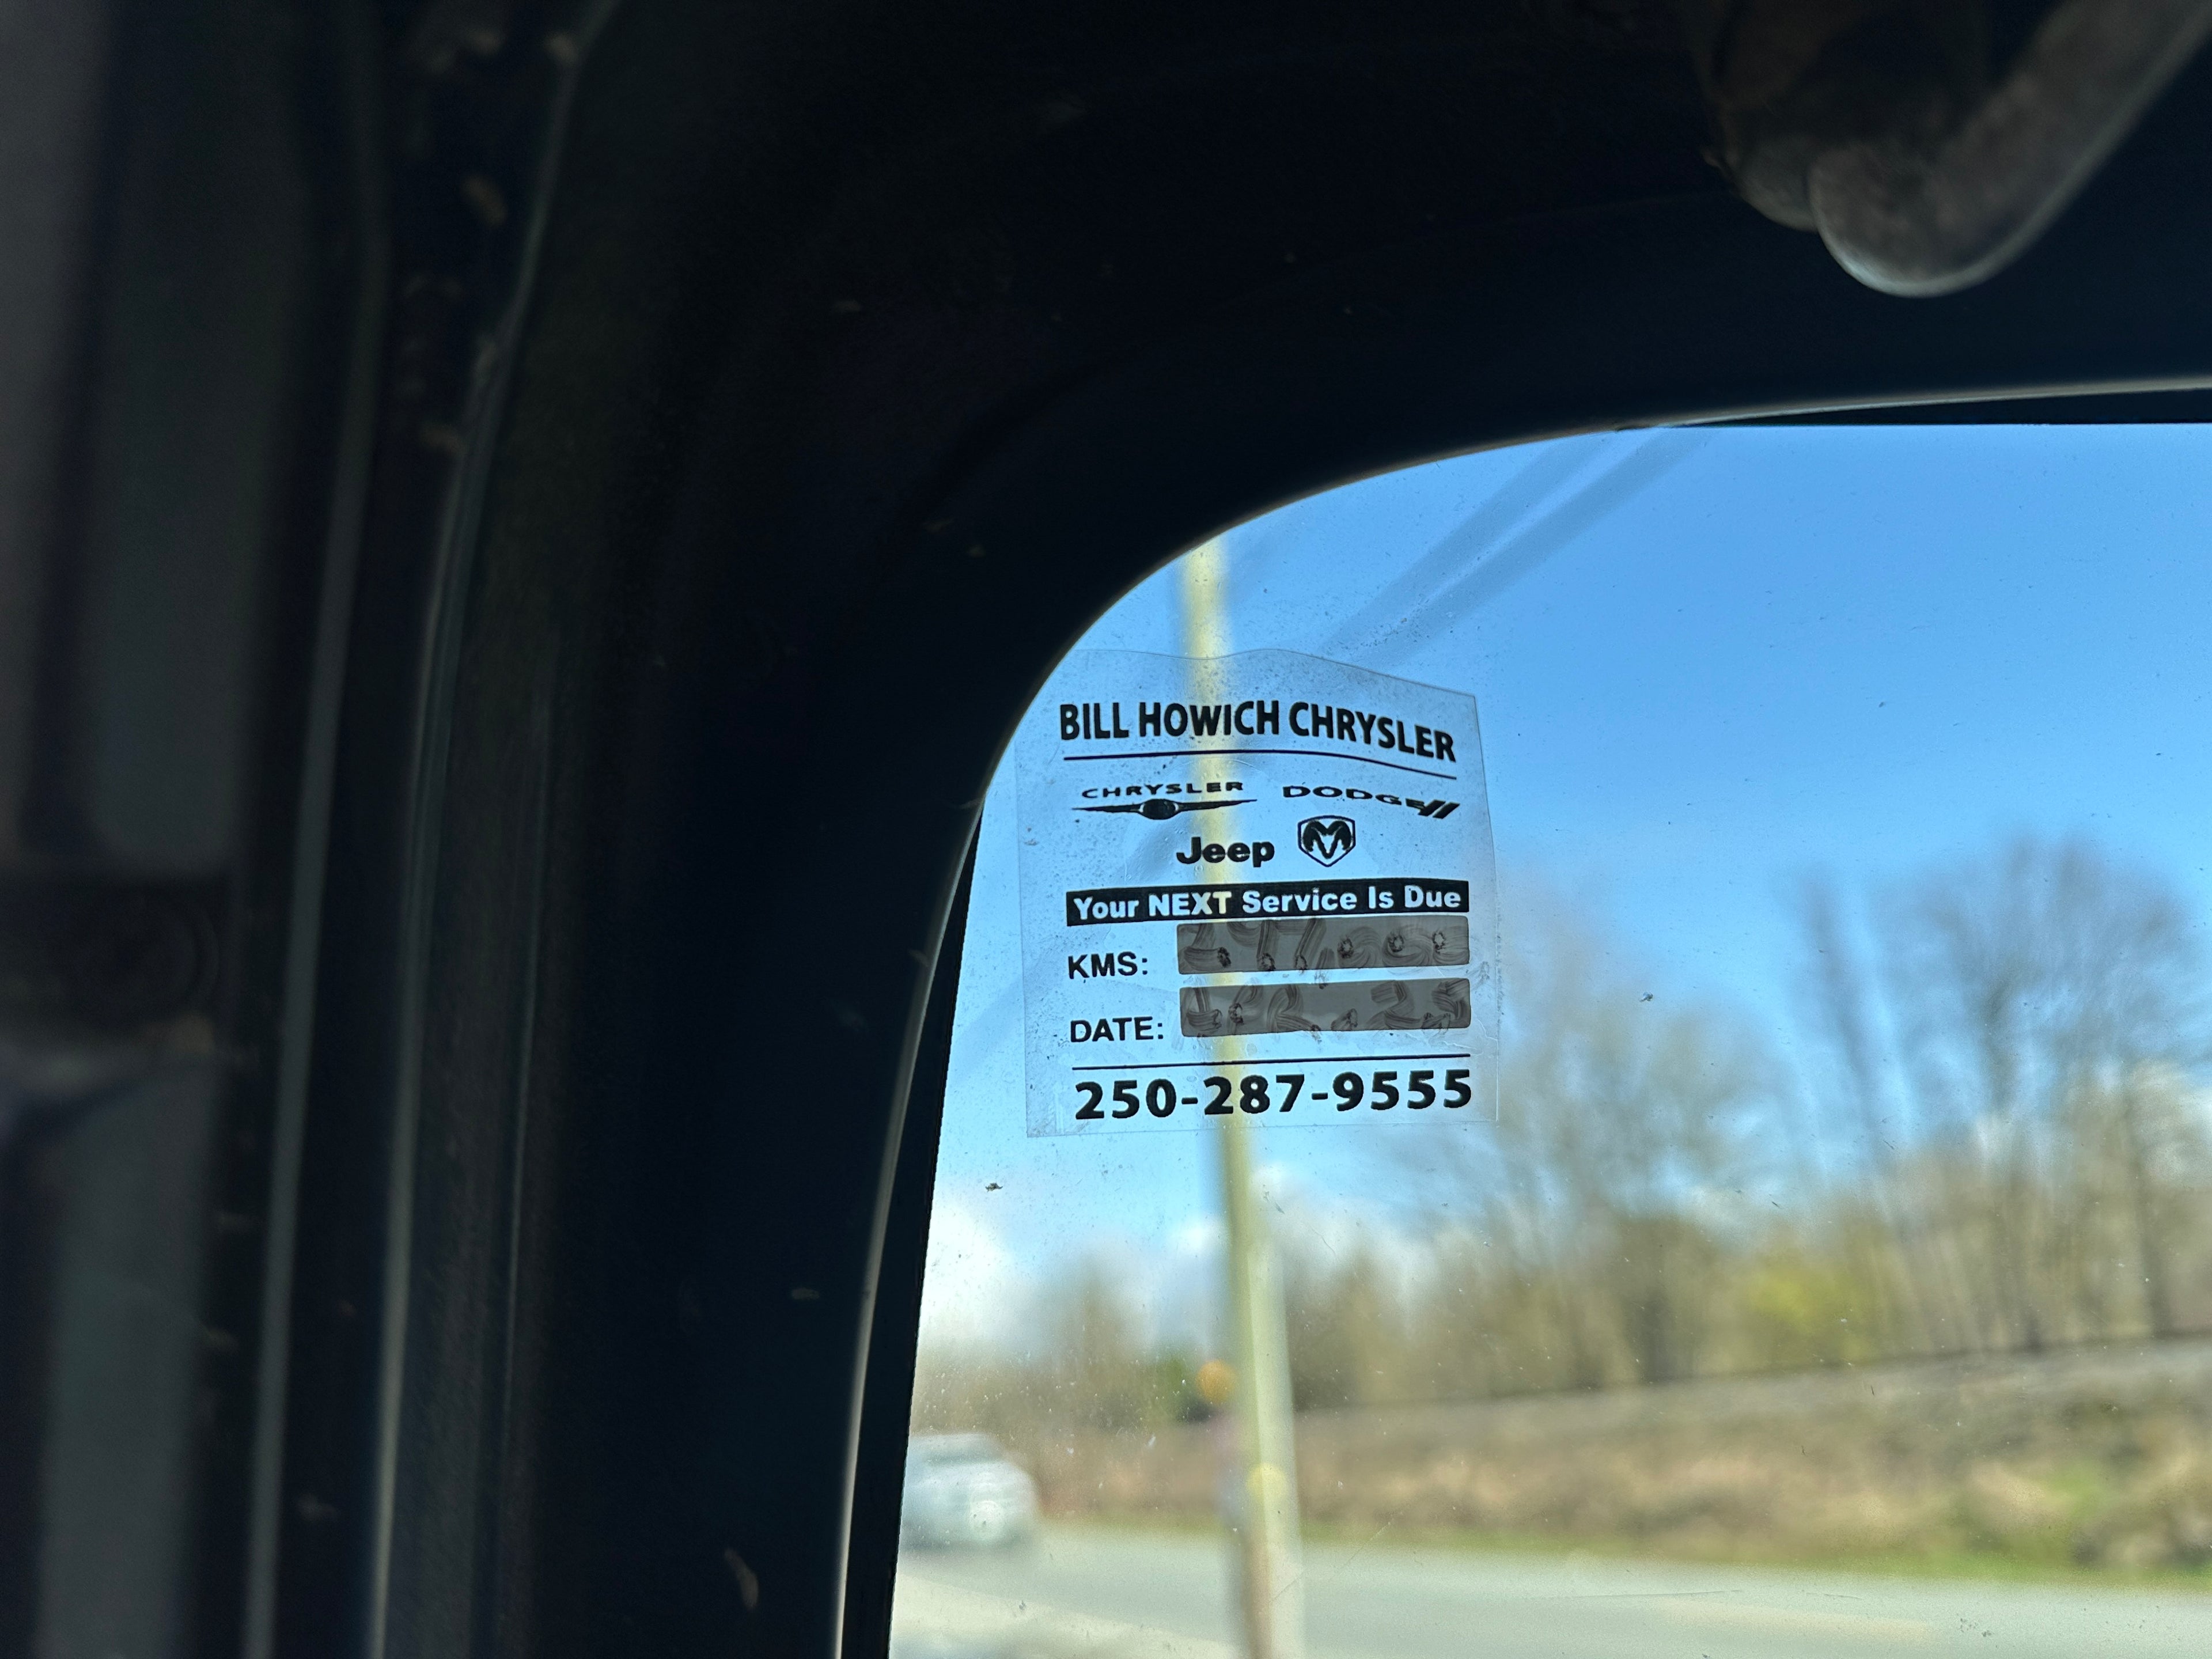 BILL HOWICH CHRYSLER
CHRYSLER DODGE
Jeep
Your NEXT Service Is Due
KMS:
DATE:
250-287-9555